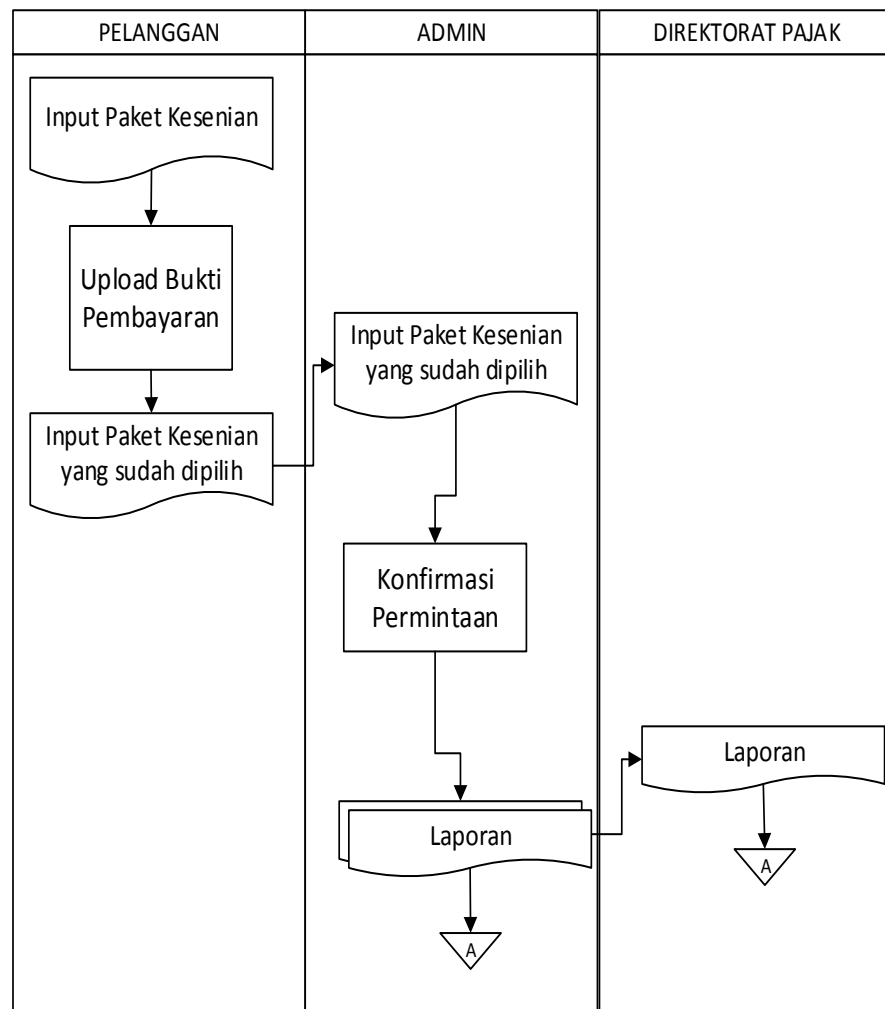 PELANGGAN
ADMIN
DIREKTORAT PAJAK
Input Paket Kesenian
Upload Bukti
Pembayaran
Input Paket Kesenian
yang sudah dipilih
Input Paket Kesenian
yang sudah dipilih
Konfirmasi
Permintaan
Laporan
A
Laporan
A